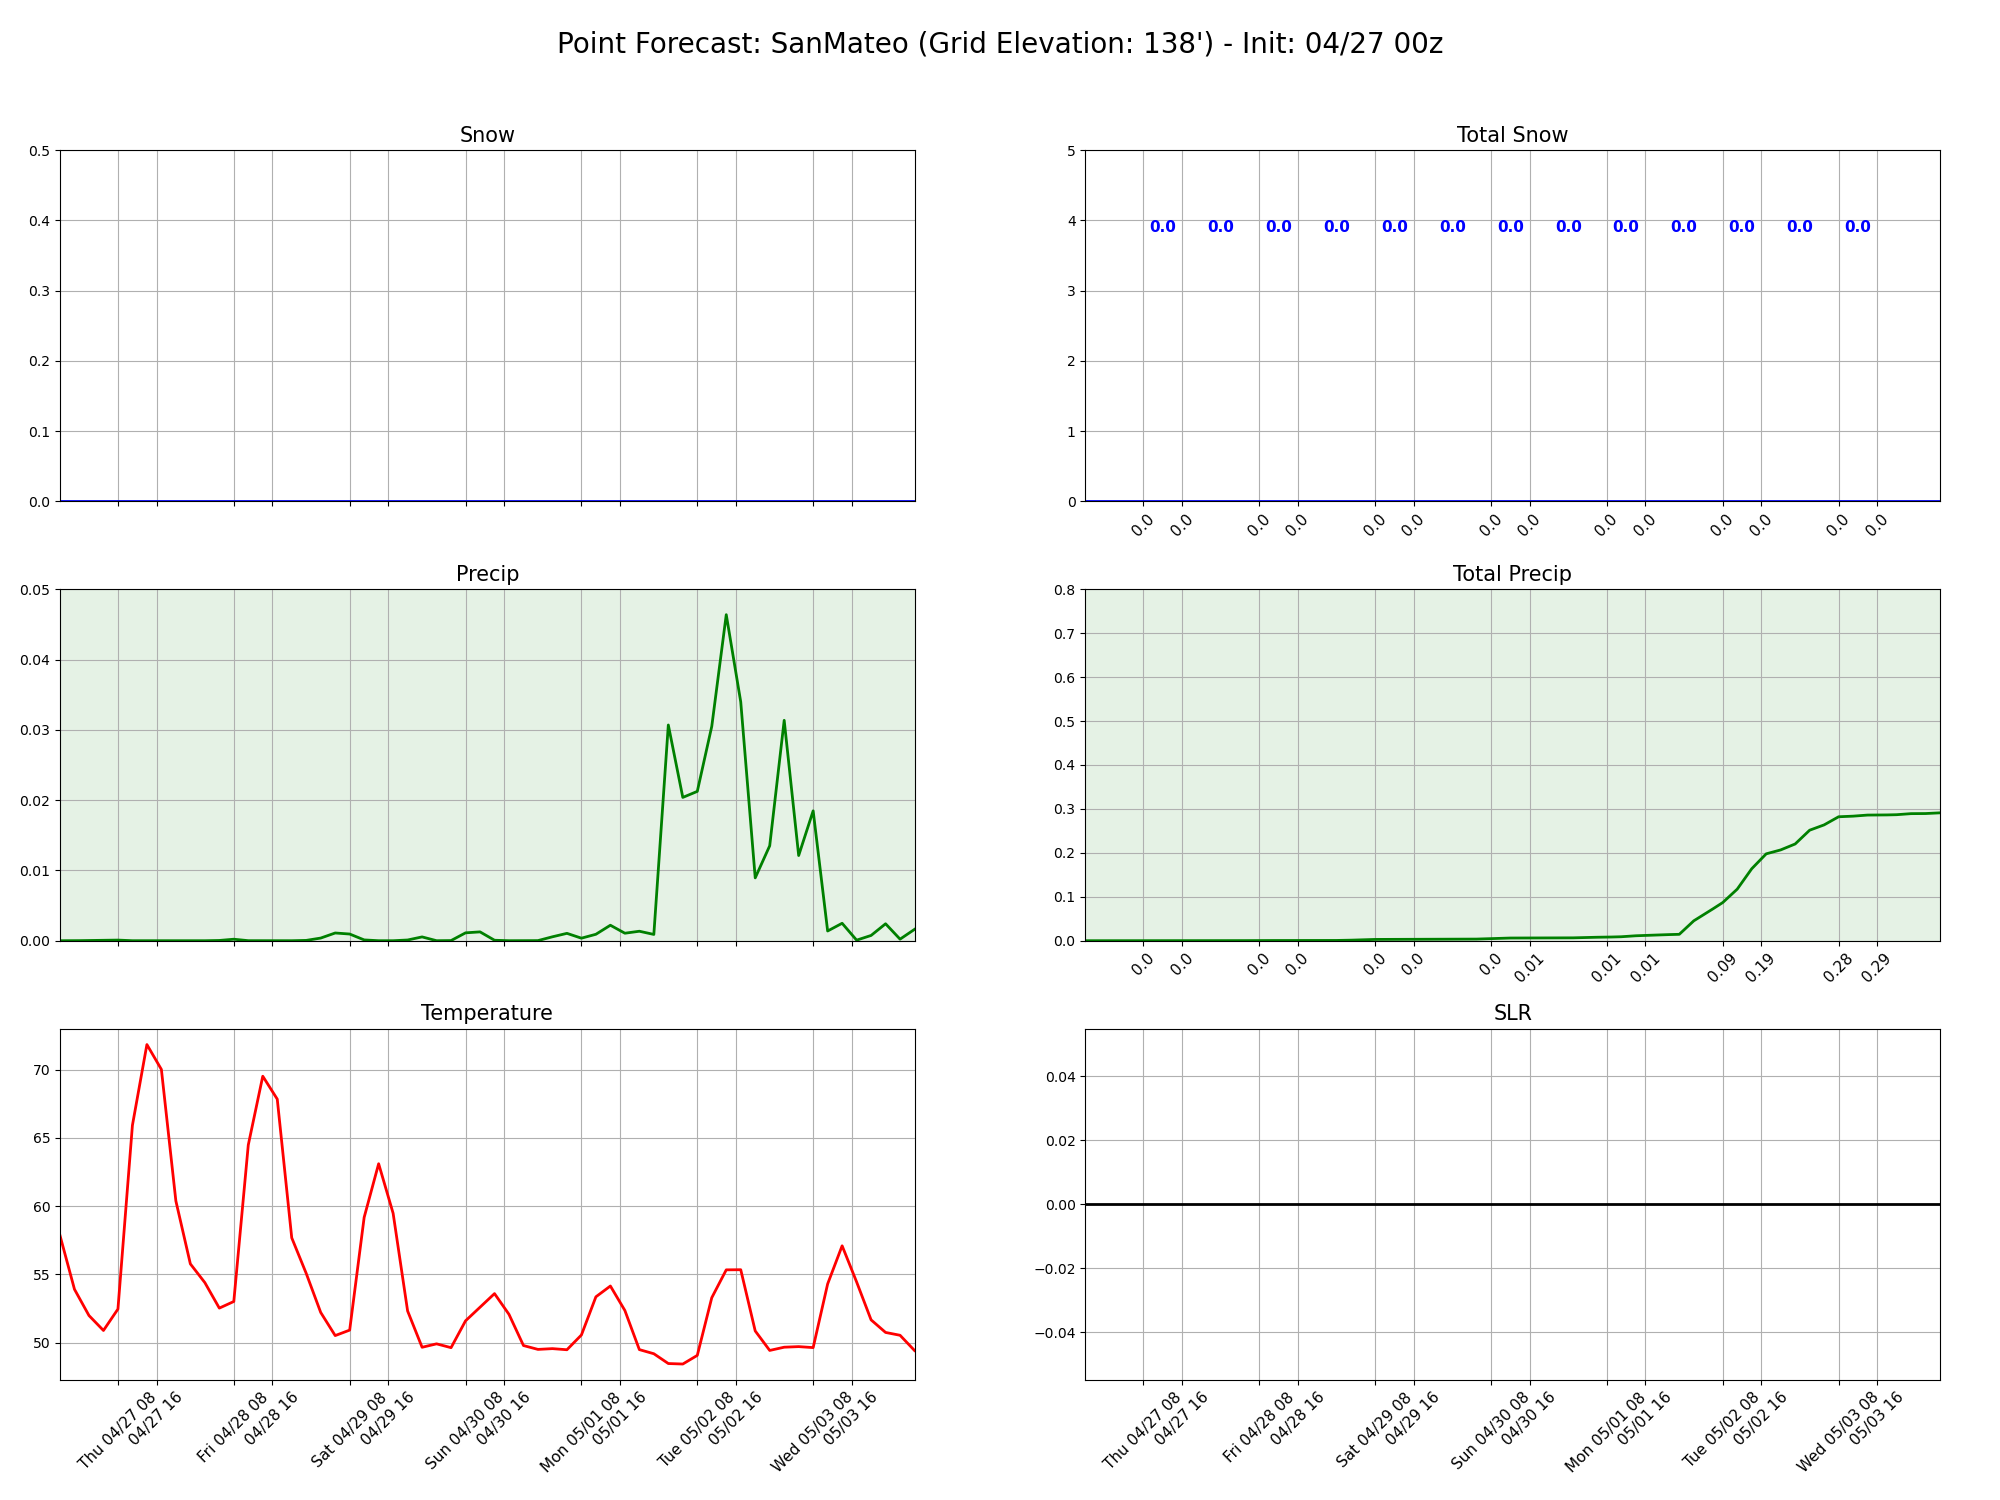 Point Forecast: SanMateo (Grid Elevation: 138') - Init: 04/27 00z
Snow
0.5
0.4
0.3
0.2
0.1
0.0
Total Snow
5
4
3
2
1
0
0.0 0.0 0.0 0.0 0.0 0.0 0.0 0.0 0.0 0.0 0.0 0.0 0.0
0.0 0.0 0.0 0.0 0.0 0.0 0.0 0.0 0.0 0.0 0.0 0.0 0.0 0.0
Precip
0.05
0.04
0.03
0.02
0.01
0.00
Total Precip
0.8
0.7
0.6
0.5
0.4
0.3
0.2
0.1
0.0
0.0 0.0 0.0 0.0 0.0 0.0 0.0 0.01 0.01 0.01 0.09 0.19 0.28 0.29
Temperature
70
65
60
55
50
Thu 04/27 08
04/27 16
Fri 04/28 08
04/28 16
Sat 04/29 08
04/29 16
Sun 04/30 08
04/30 16
Mon 05/01 08
05/01 16
Tue 05/02 08
05/02 16
Wed 05/03 08
05/03 16
SLR
0.04
0.02
0.00
−0.02
−0.04
Thu 04/27 08
04/27 16
Fri 04/28 08
04/28 16
Sat 04/29 08
04/29 16
Sun 04/30 08
04/30 16
Mon 05/01 08
05/01 16
Tue 05/02 08
05/02 16
Wed 05/03 08
05/03 16